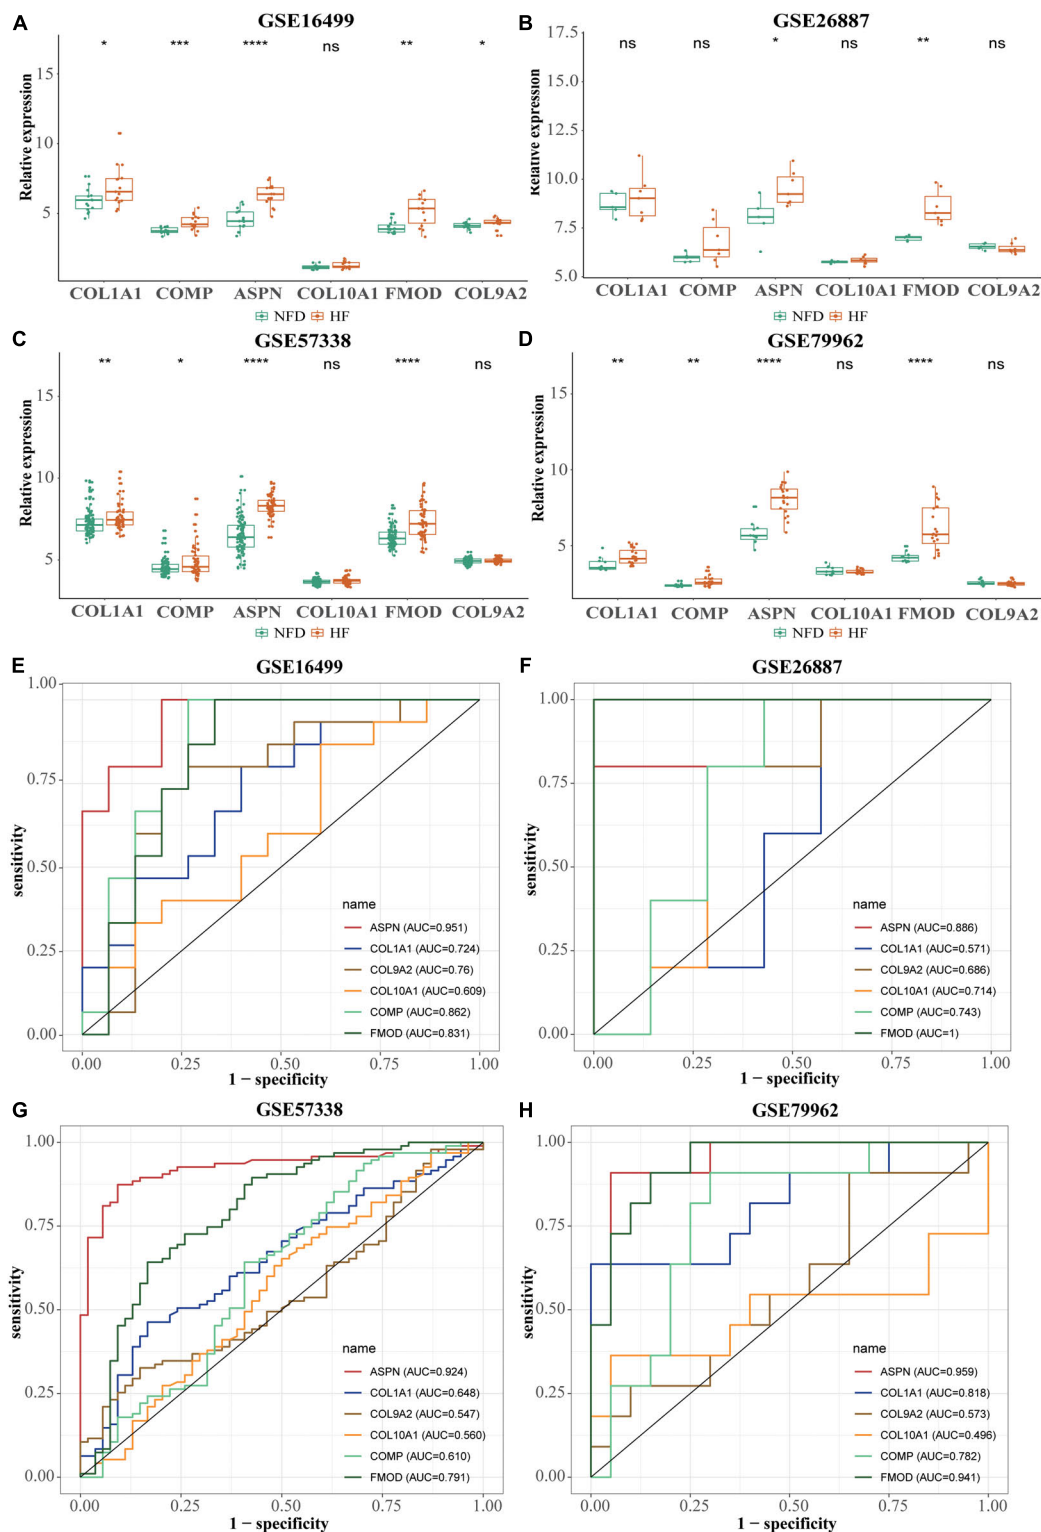 A
GSE16499
* *** **** ns ** *
Relative expression
15
10
5
COL1A1 COMP ASPN COL10A1 FMOD COL9A2
NFD HF
B
GSE26887
ns ns * ns ** ns
Relative expression
17.5
15.0
12.5
10.0
7.5
5.0
COL1A1 COMP ASPN COL10A1 FMOD COL9A2
NFD HF
C
GSE57338
** * **** ns **** ns
Relative expression
15
10
5
COL1A1 COMP ASPN COL10A1 FMOD COL9A2
NFD HF
D
GSE79962
** ** **** ns **** ns
Relative expression
15
10
5
COL1A1 COMP ASPN COL10A1 FMOD COL9A2
NFD HF
E
GSE16499
sensitivity
1.00
0.75
0.50
0.25
0.00
name
ASPN (AUC=0.951)
COL1A1 (AUC=0.724)
COL9A2 (AUC=0.76)
COL10A1 (AUC=0.609)
COMP (AUC=0.862)
FMOD (AUC=0.831)
0.00 0.25 0.50 0.75 1.00
1 − specificity
F
GSE26887
sensitivity
1.00
0.75
0.50
0.25
0.00
name
ASPN (AUC=0.886)
COL1A1 (AUC=0.571)
COL9A2 (AUC=0.686)
COL10A1 (AUC=0.714)
COMP (AUC=0.743)
FMOD (AUC=1)
0.00 0.25 0.50 0.75 1.00
1 − specificity
G
GSE57338
sensitivity
1.00
0.75
0.50
0.25
0.00
name
ASPN (AUC=0.924)
COL1A1 (AUC=0.648)
COL9A2 (AUC=0.547)
COL10A1 (AUC=0.560)
COMP (AUC=0.610)
FMOD (AUC=0.791)
0.00 0.25 0.50 0.75 1.00
1 − specificity
H
GSE79962
sensitivity
1.00
0.75
0.50
0.25
0.00
name
ASPN (AUC=0.959)
COL1A1 (AUC=0.818)
COL9A2 (AUC=0.573)
COL10A1 (AUC=0.496)
COMP (AUC=0.782)
FMOD (AUC=0.941)
0.00 0.25 0.50 0.75 1.00
1 − specificity